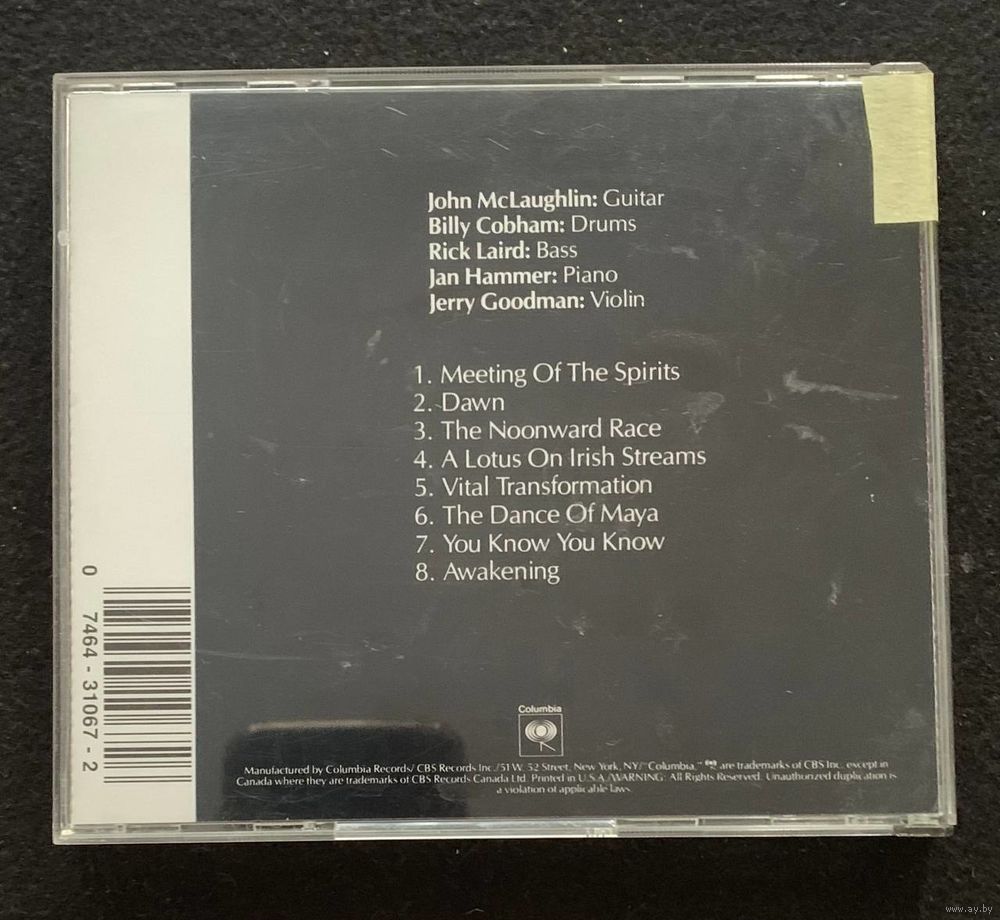 John McLaughlin: Guitar
Billy Cobham: Drums
Rick Laird: Bass
Jan Hammer: Piano
Jerry Goodman: Violin
1. Meeting Of The Spirits
2. Dawn
3. The Noonward Race
4. A Lotus On Irish Streams
5. Vital Transformation
6. The Dance Of Maya
7. You Know You Know
8. Awakening
0 7464-31067-2
Columbia
Manufactured by Columbia Records/ CBS Records Inc./51 W. 52 Street, New York, NY/"Columbia," are trademarks of CBS Inc. except in
Canada where they are trademarks of CBS Records Canada Ltd. Printed in U.S.A./WARNING: All Rights Reserved. Unauthorized duplication is
a violation of applicable laws.
www.ay.by